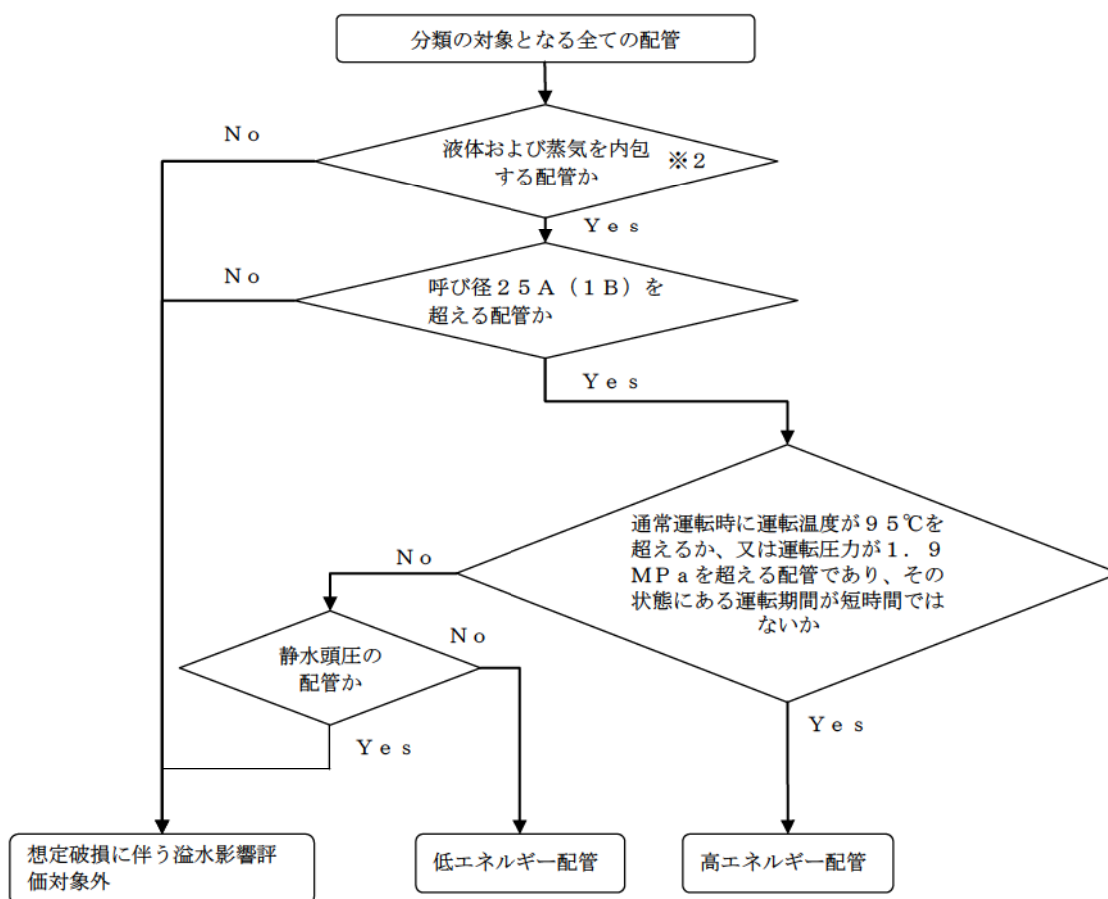 分類の対象となる全ての配管
Ｎｏ
液体および蒸気を内包
する配管か
※２
Ｙｅｓ
Ｎｏ
呼び径２５Ａ（１Ｂ）を
超える配管か
Ｙｅｓ
通常運転時に運転温度が９５℃を
超えるか、又は運転圧力が１．９
ＭＰａを超える配管であり、その
状態にある運転期間が短時間では
ないか
Ｎｏ
Ｎｏ
静水頭圧の
配管か
Ｙｅｓ
Ｙｅｓ
想定破損に伴う溢水影響評
価対象外
低エネルギー配管
高エネルギー配管